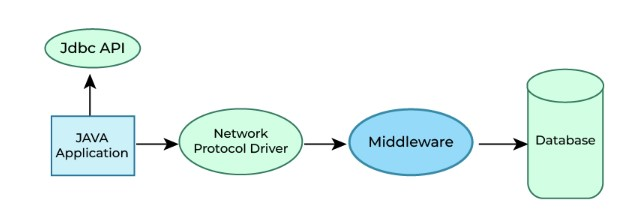 Jdbc API
JAVA
Application
Network
Protocol Driver
Middleware
Database